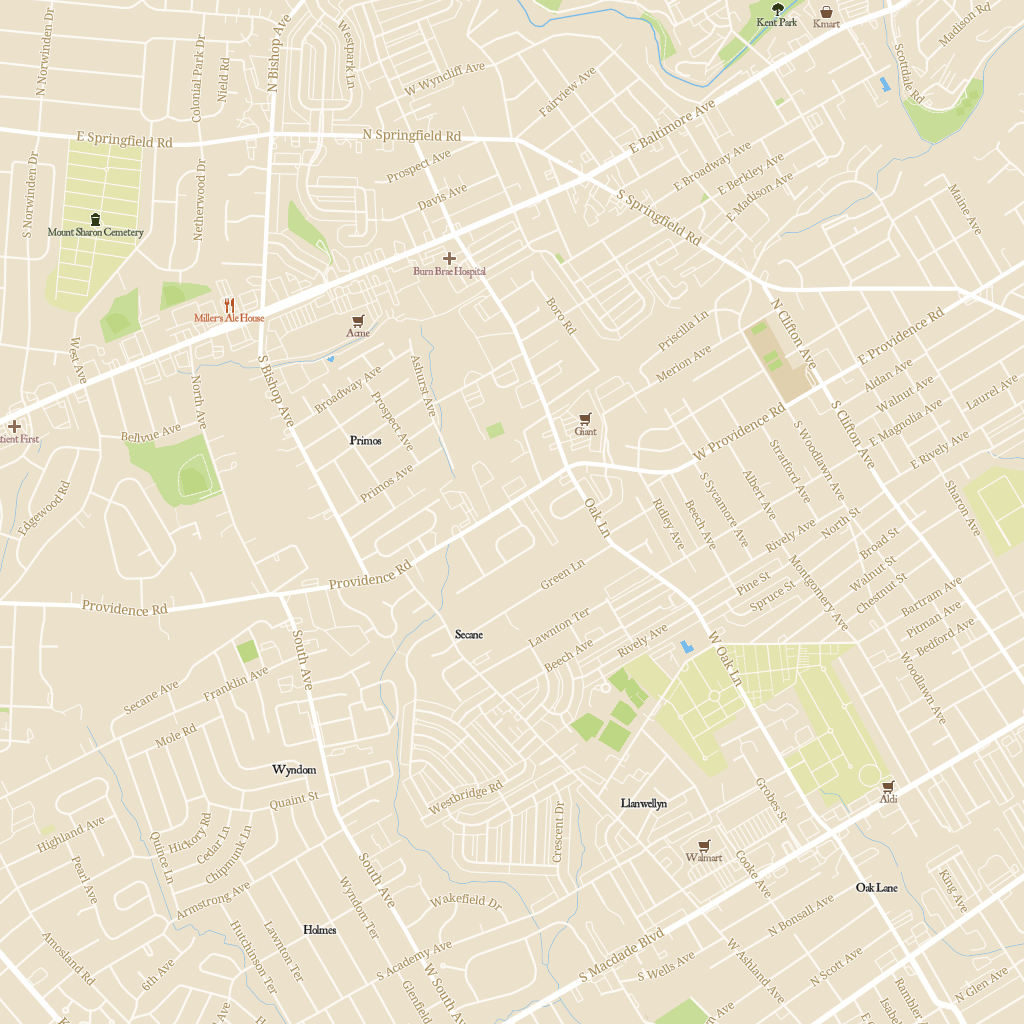 Kent Park
Kmart
Madison Rd
N Norwinden Dr
Colonial Park Dr
Nield Rd
N Bishop Ave
Westpark Ln
W Wyncliff Ave
Fairview Ave
Scottdale Rd
E Springfield Rd
N Springfield Rd
E Baltimore Ave
Prospect Ave
Davis Ave
E Broadway Ave
E Berkley Ave
E Madison Ave
S Norwinden Dr
Netherwood Dr
S Springfield Rd
Maine Ave
Mount Sharon Cemetery
Burn Brae Hospital
Miller's Ale House
Acme
Boro Rd
Priscilla Ln
N Clifton Ave
E Providence Rd
West Ave
North Ave
S Bishop Ave
Broadway Ave
Ashurst Ave
Merion Ave
Aldan Ave
Walnut Ave
Laurel Ave
Prospect Ave
E Magnolia Ave
Giant
tient First
Bellvue Ave
Primos
W Providence Rd
S Woodlawn Ave
S Clifton Ave
E Rively Ave
Primos Ave
Stratford Ave
Albert Ave
S Sycamore Ave
Sharon Ave
Edgewood Rd
Oak Ln
Ridley Ave
Beech Ave
Rively Ave
North St
Broad St
Walnut St
Chestnut St
Providence Rd
Providence Rd
Green Ln
Pine St
Spruce St
Montgomery Ave
Bartram Ave
Pitman Ave
Bedford Ave
Secane
Lawnton Ter
Beech Ave
Rively Ave
W Oak Ln
South Ave
Woodlawn Ave
Secane Ave
Franklin Ave
Mole Rd
Wyndom
Westbridge Rd
Quaint St
Llanwellyn
Grobes St
Aldi
Highland Ave
Quince Ln
Hickory Rd
Cedar Ln
Chipmunk Ln
Crescent Dr
Walmart
Cooke Ave
Pearl Ave
Armstrong Ave
Wyndom Ter
South Ave
Wakefield Dr
Oak Lane
King Ave
Holmes
N Bonsall Ave
Hutchinson Ter
Lawnton Ter
Amosland Rd
6th Ave
S Academy Ave
S Macdade Blvd
S Wells Ave
W Ashland Ave
N Scott Ave
Glenfield
W South Ave
Rambler
N Glen Ave
Isabel